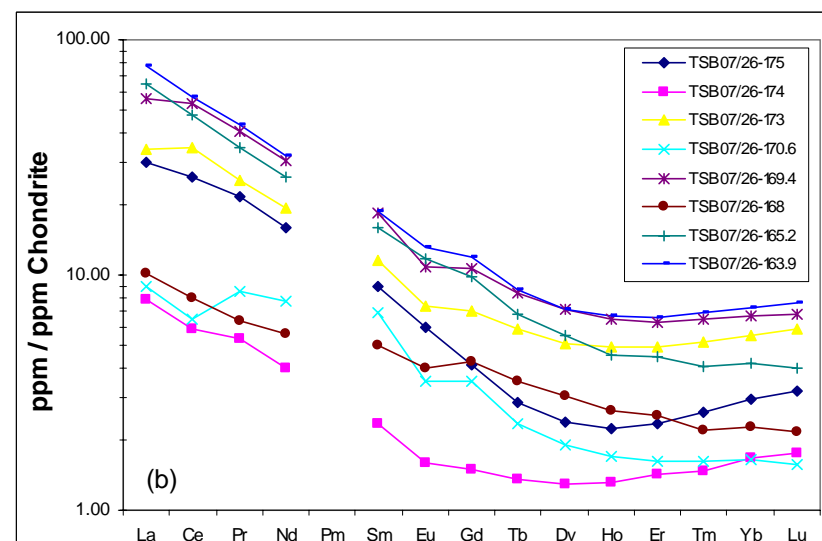 100.00
10.00
1.00
ppm / ppm Chondrite
(b)
TSB07/26-175
TSB07/26-174
TSB07/26-173
TSB07/26-170.6
TSB07/26-169.4
TSB07/26-168
TSB07/26-165.2
TSB07/26-163.9
La Ce Pr Nd Pm Sm Eu Gd Tb Dy Ho Er Tm Yb Lu